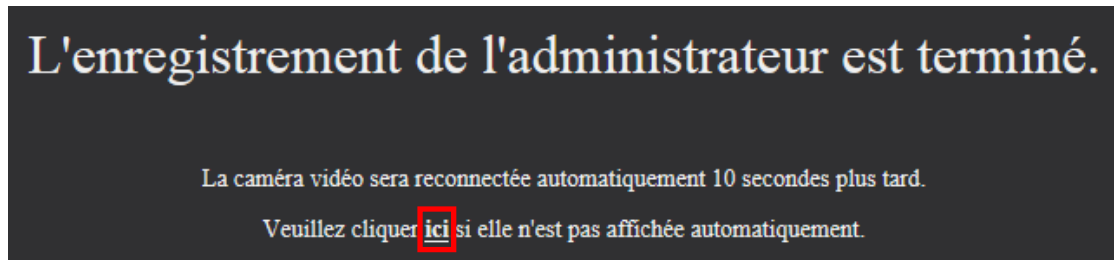 L'enregistrement de l'administrateur est terminé.
La caméra vidéo sera reconnectée automatiquement 10 secondes plus tard.
Veuillez cliquer ici si elle n'est pas affichée automatiquement.